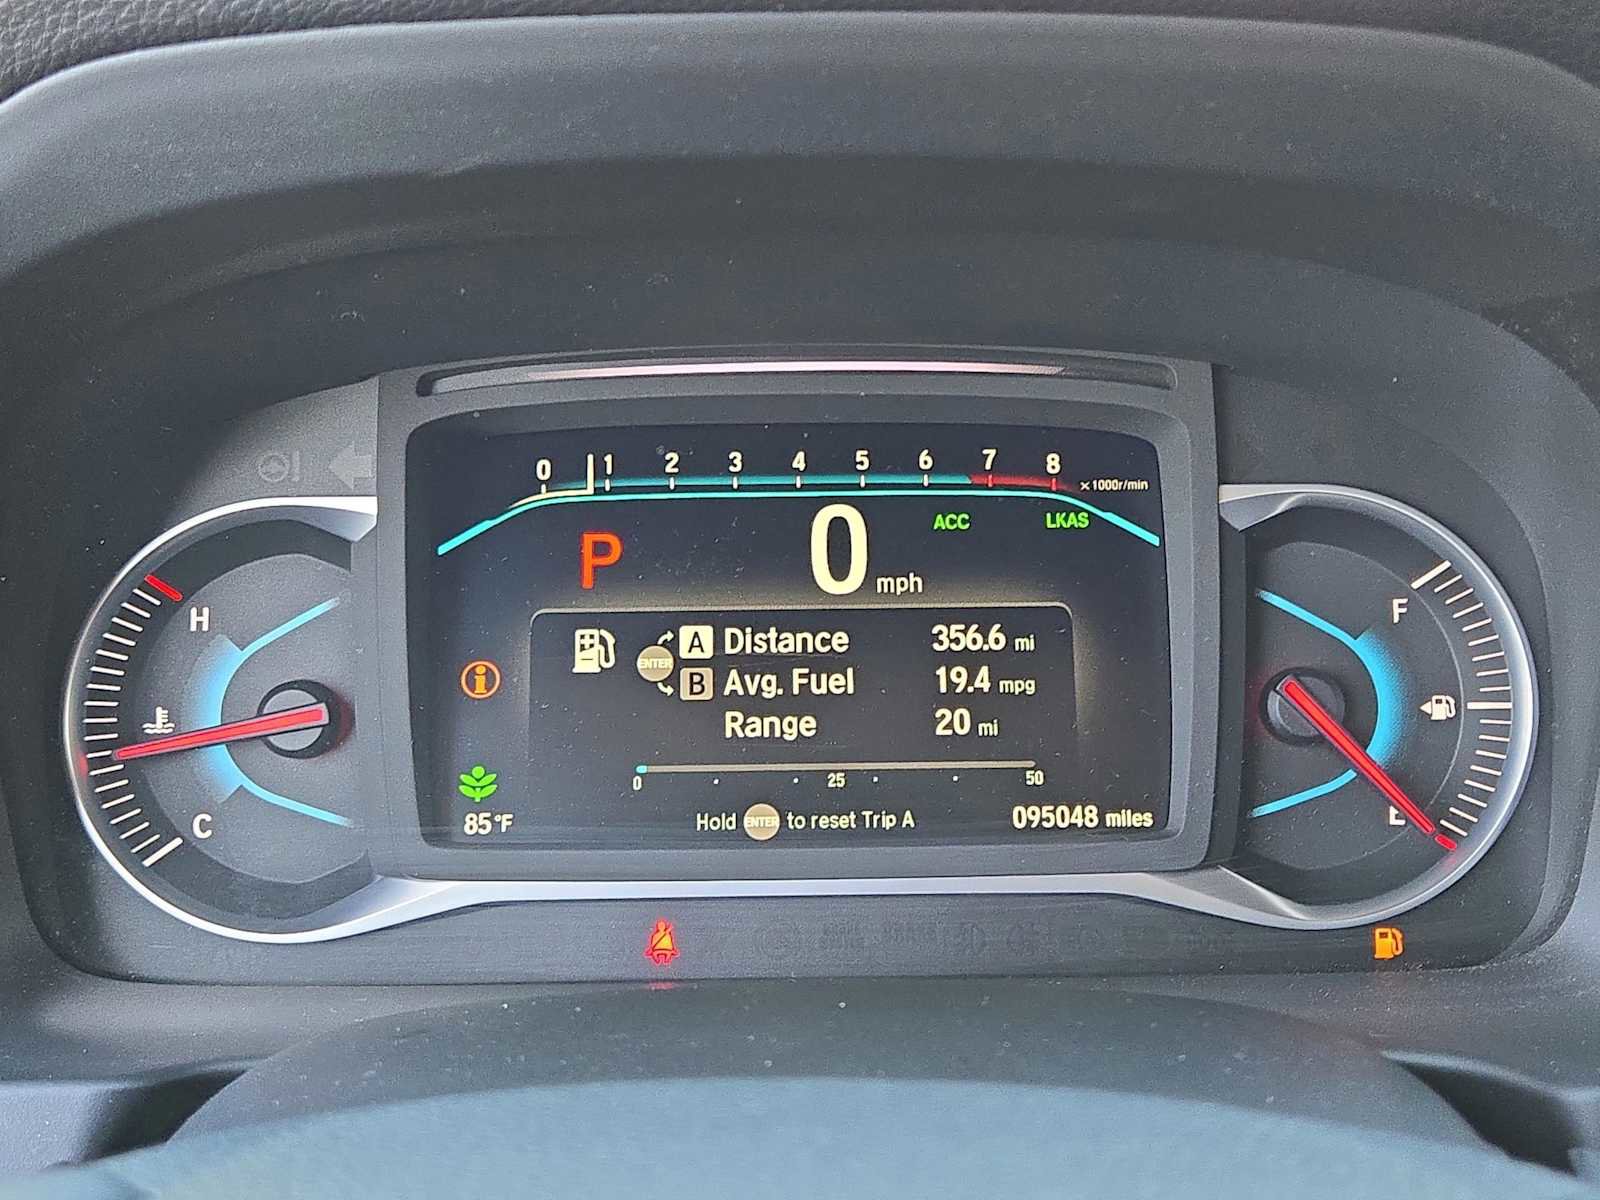 0 1 2 3 4 5 6 7 8
x1000r/min
ACC LKAS
P 0 mph
H
F
A Distance 356.6 mi
ENTER
B Avg. Fuel 19.4 mpg
Range 20 mi
0 25 50
C
E
85°F
Hold ENTER to reset Trip A
095048 miles